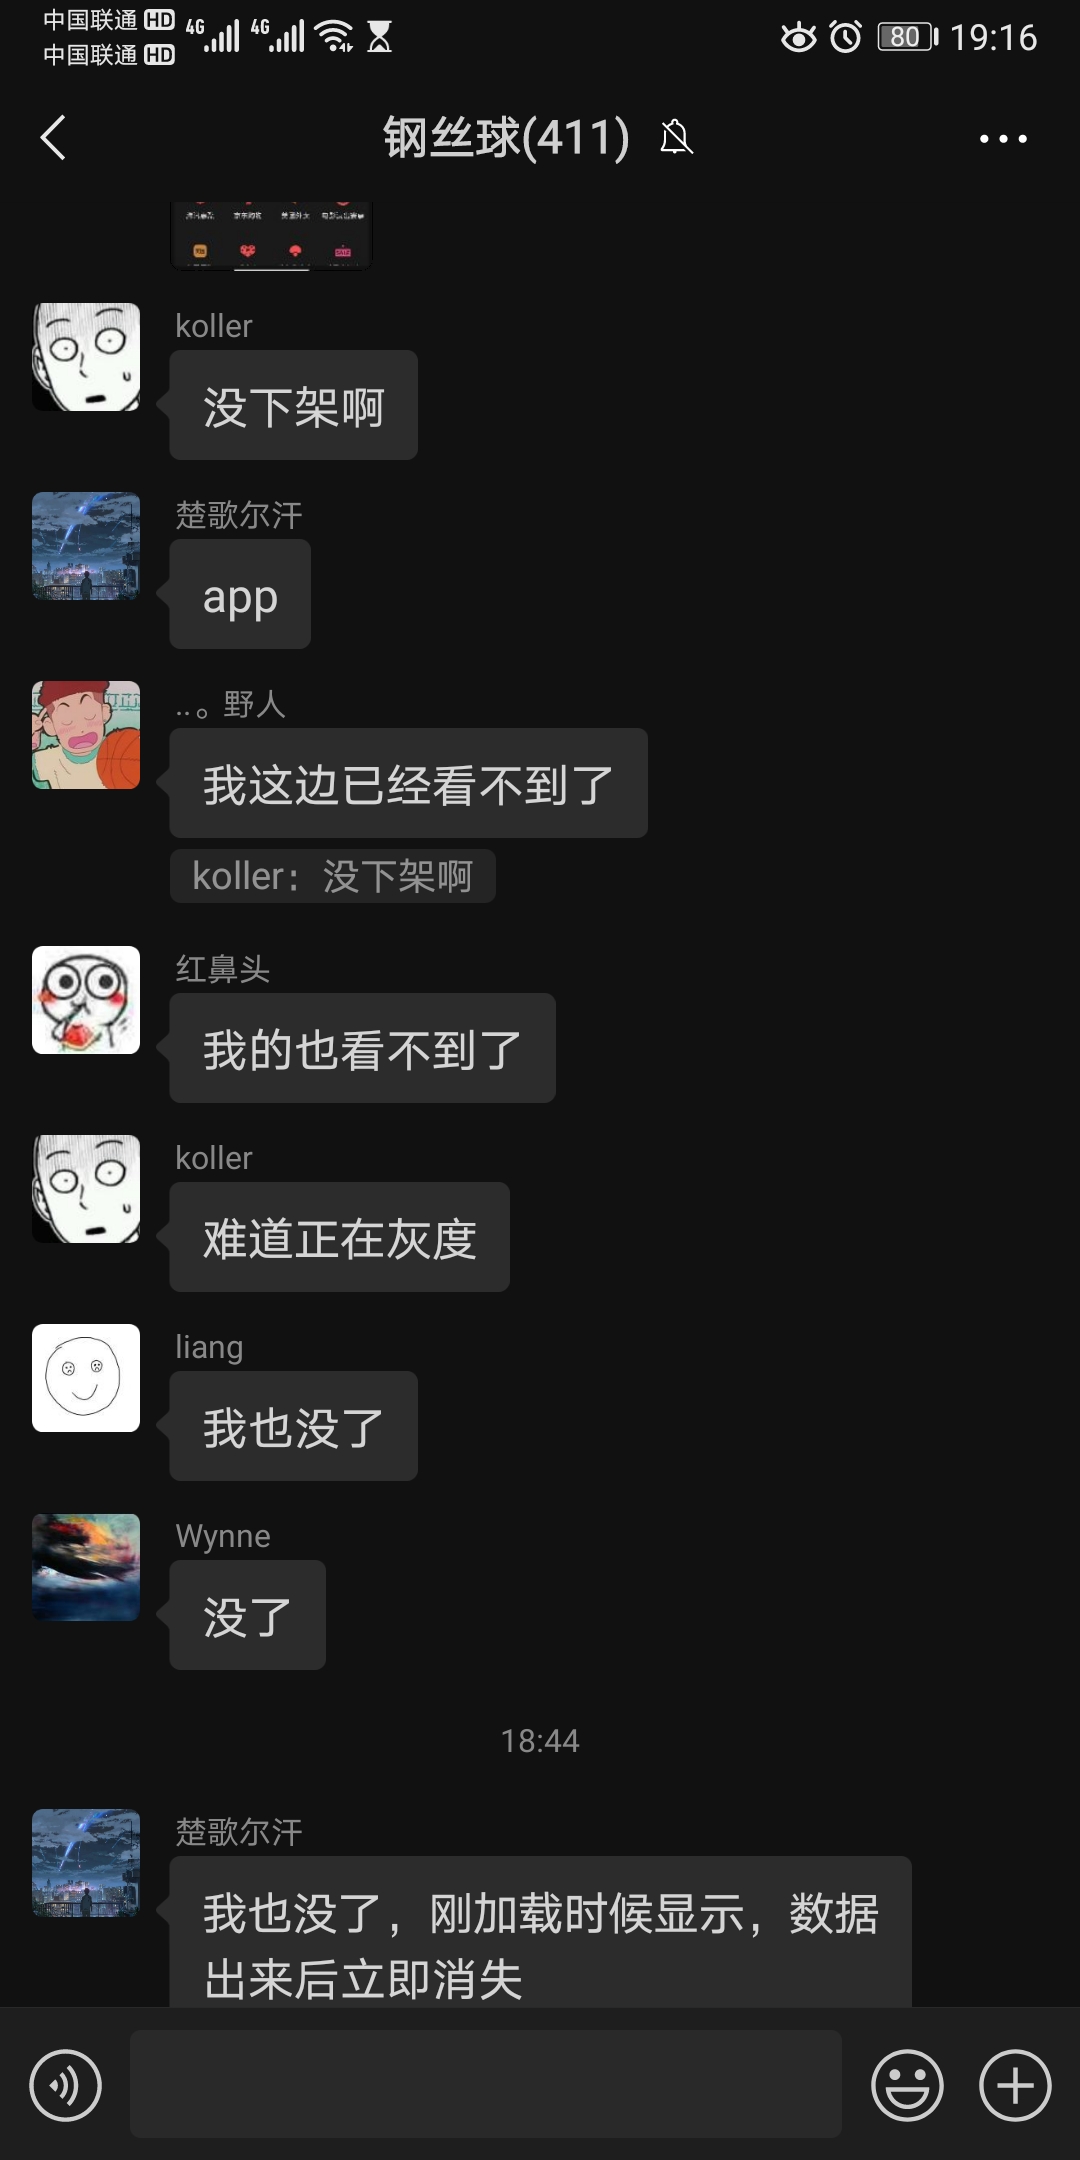 中国联通 HD
中国联通 HD
4G 4G 80 19:16
钢丝球(411)
SALE
koller
没下架啊
楚歌尔汗
app
..。野人
我这边已经看不到了
koller：没下架啊
红鼻头
我的也看不到了
koller
难道正在灰度
liang
我也没了
Wynne
没了
18:44
楚歌尔汗
我也没了，刚加载时候显示，数据
出来后立即消失